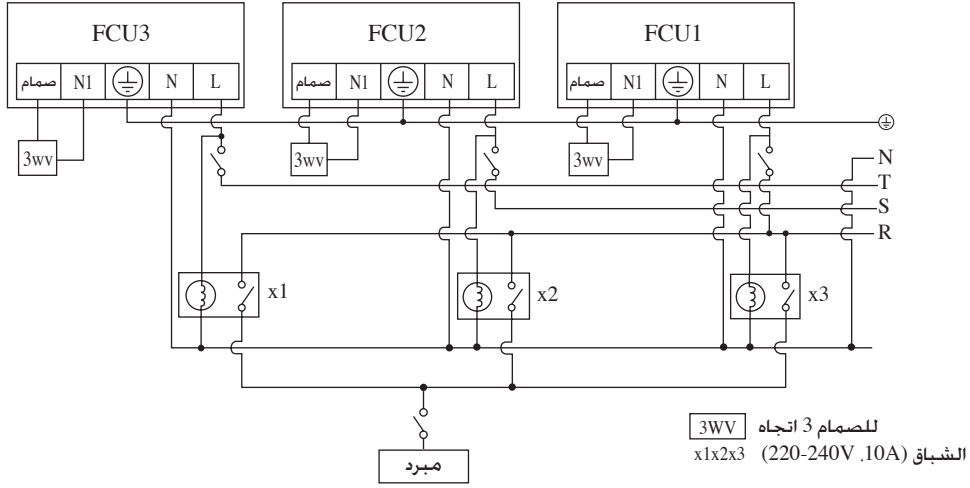 FCU3 FCU2 FCU1
صمام N1 N L صمام N1 N L صمام N1 N L
3wv 3wv 3wv
N
T
S
R
x1 x2 x3
3WV للصمام 3 اتجاه
x1x2x3 (220-240V ,10A) الشباق
مبرد